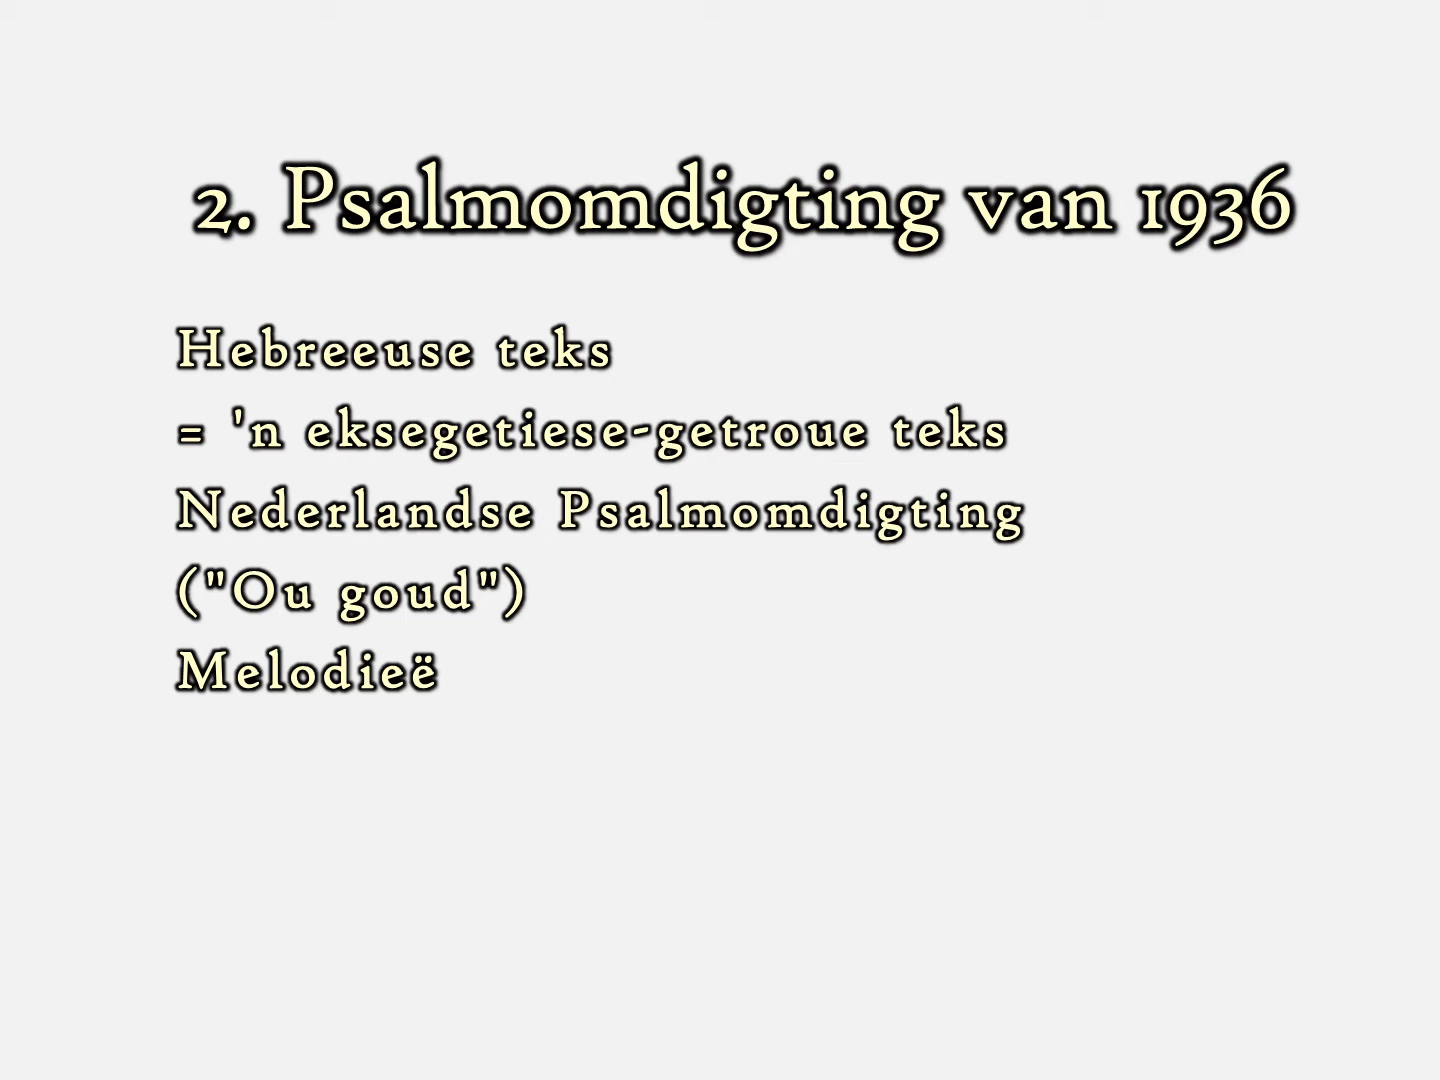 2. Psalmomdigting van 1936
Hebreeuse teks
= 'n eksegetiese-getroue teks
Nederlandse Psalmomdigting
("Ou goud")
Melodieë